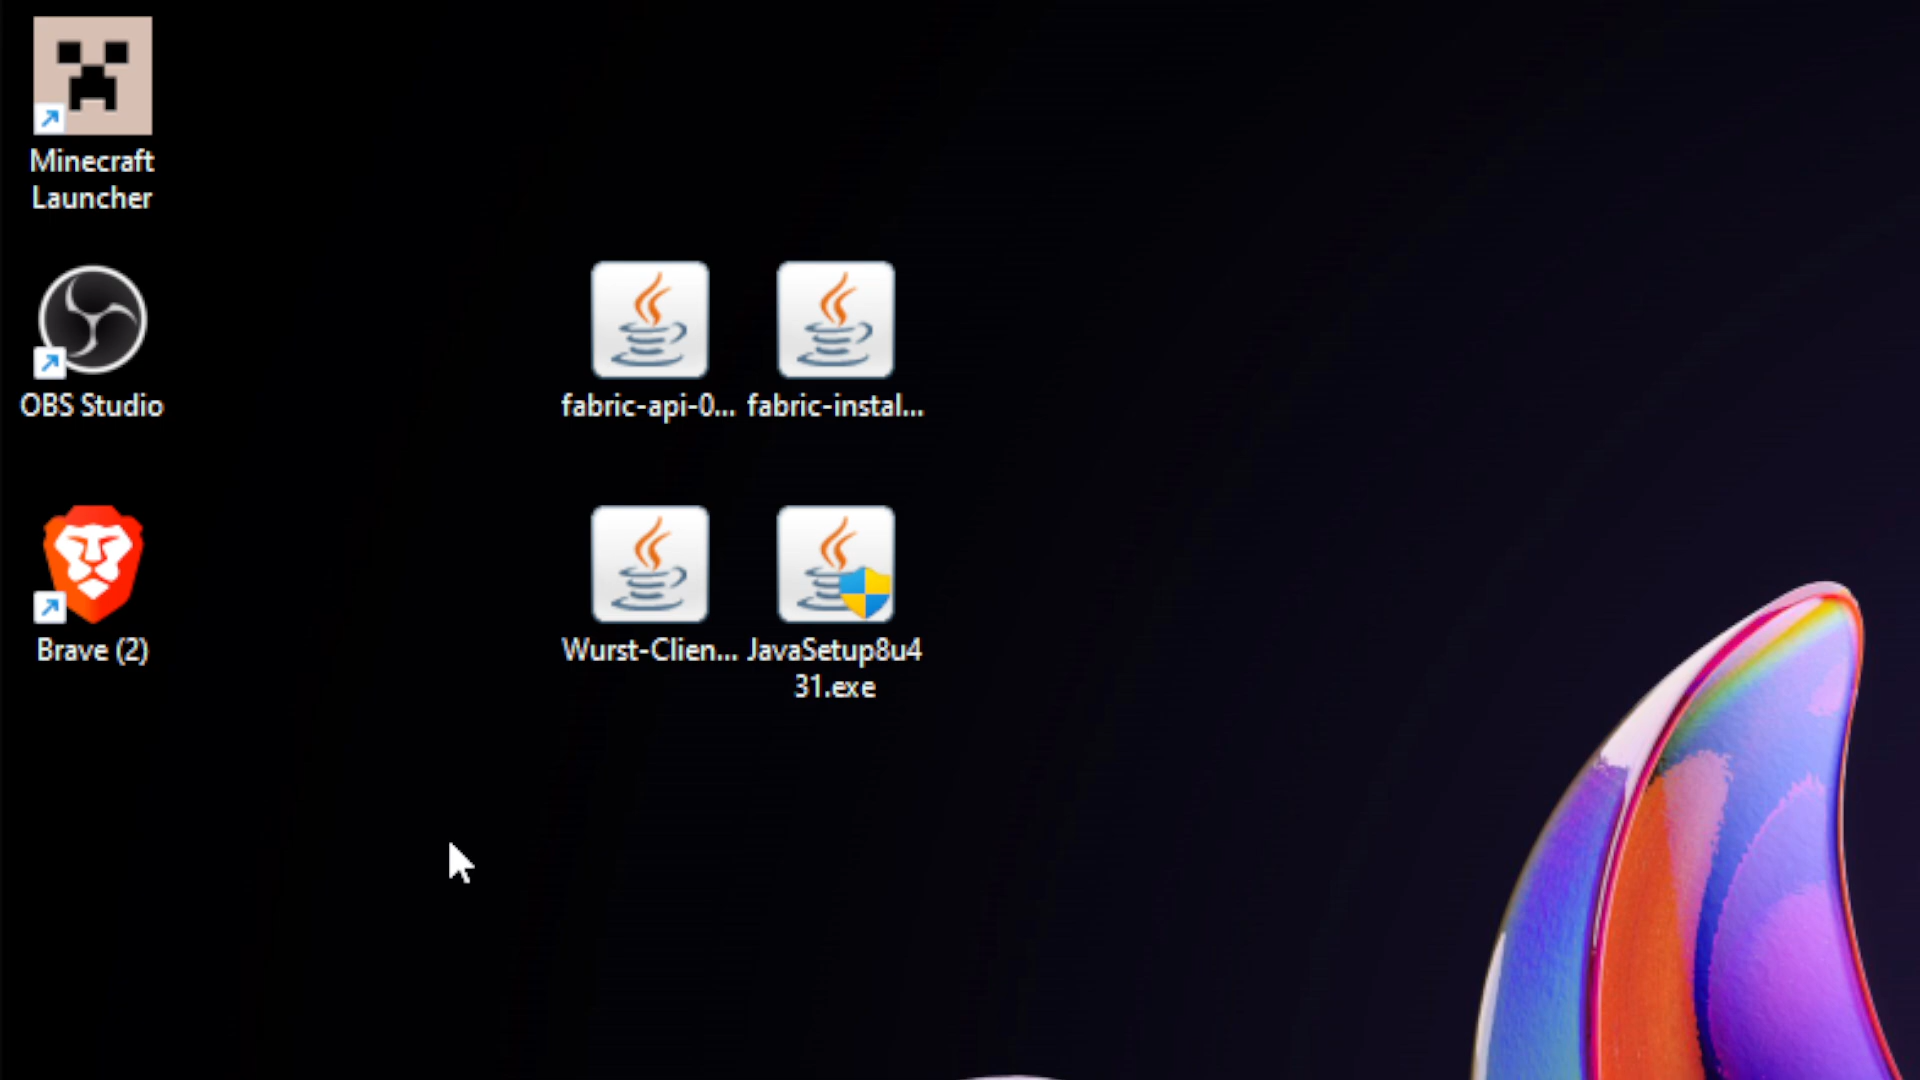 Minecraft
Launcher
OBS Studio
fabric-api-0...
fabric-instal...
Brave (2)
Wurst-Clien...
JavaSetup8u4
31.exe